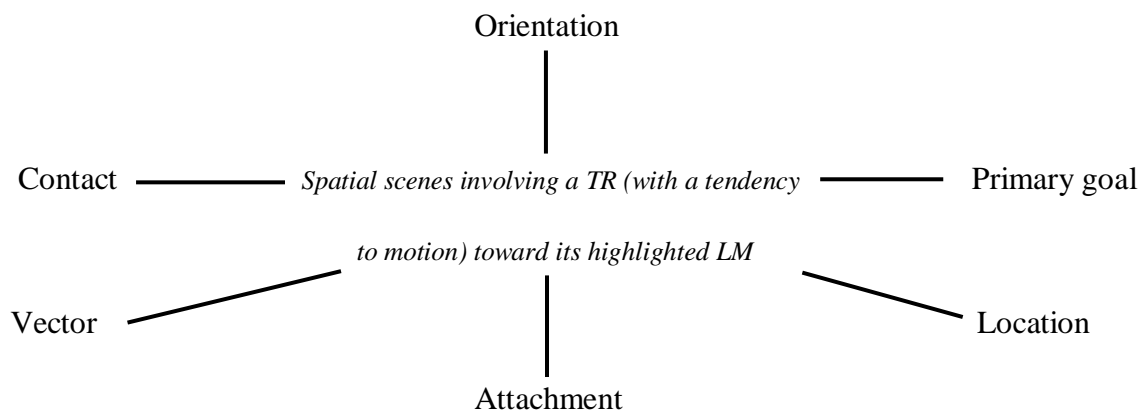 Orientation
Contact
Spatial scenes involving a TR (with a tendency
Primary goal
to motion) toward its highlighted LM
Vector
Location
Attachment